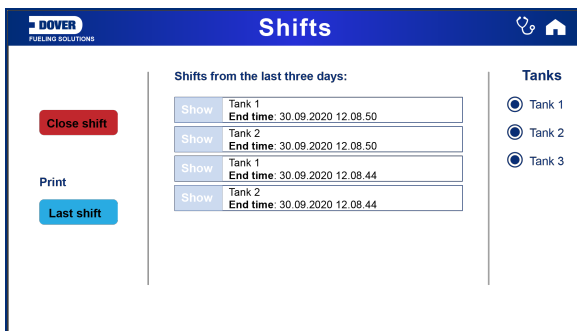 DOVER
FUELING SOLUTIONS
Shifts
Close shift
Print
Last shift
Shifts from the last three days:
Show
Tank 1
End time: 30.09.2020 12.08.50
Show
Tank 2
End time: 30.09.2020 12.08.50
Show
Tank 1
End time: 30.09.2020 12.08.44
Show
Tank 2
End time: 30.09.2020 12.08.44
Tanks
Tank 1
Tank 2
Tank 3